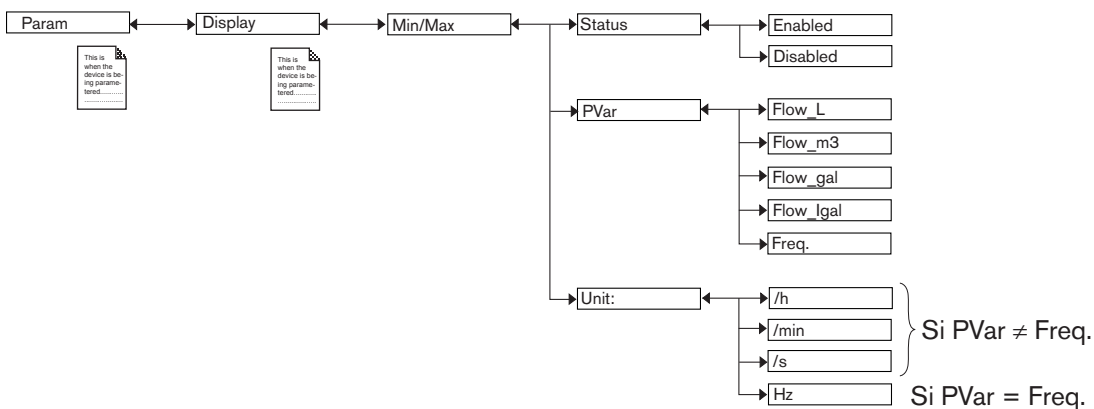 Param
Display
Min/Max
Status
Enabled
Disabled
This is
when the
device is be-
ing parame-
tered...........
...................
This is
when the
device is be-
ing parame-
tered...........
...................
PVar
Flow_L
Flow_m3
Flow_gal
Flow_Igal
Freq.
Unit:
/h
/min
/s
Si PVar ≠ Freq.
Hz
Si PVar = Freq.